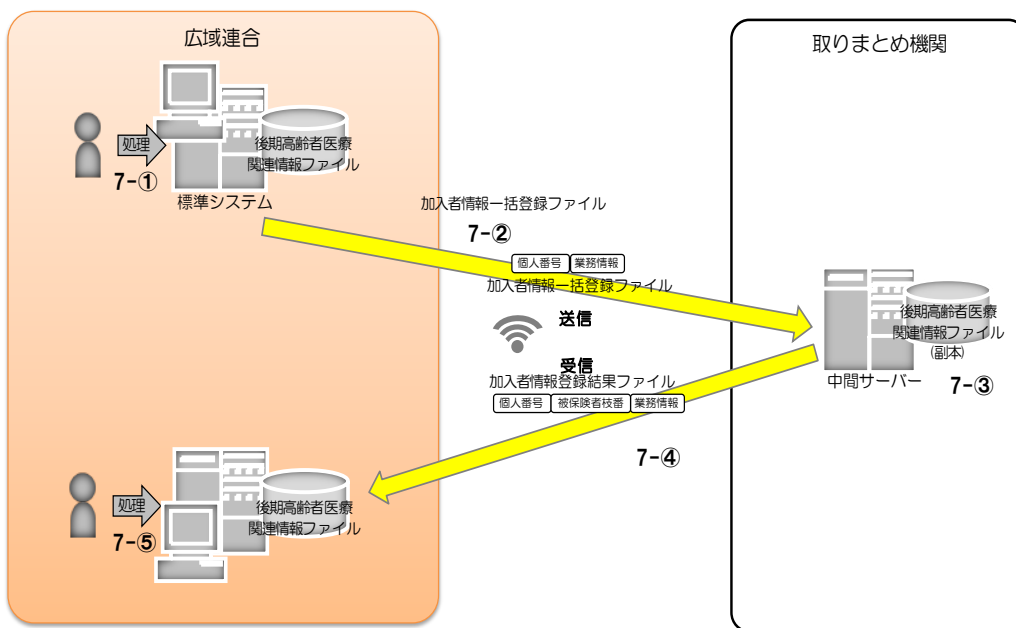 広域連合
処理
7-①
後期高齢者医療
関連情報ファイル
標準システム
加入者情報一括登録ファイル
7-②
個人番号 業務情報
加入者情報一括登録ファイル
送信
受信
加入者情報登録結果ファイル
個人番号 被保険者枝番 業務情報
7-④
処理
7-⑤
後期高齢者医療
関連情報ファイル
取りまとめ機関
後期高齢者医療
関連情報ファイル
(副本)
中間サーバー
7-③